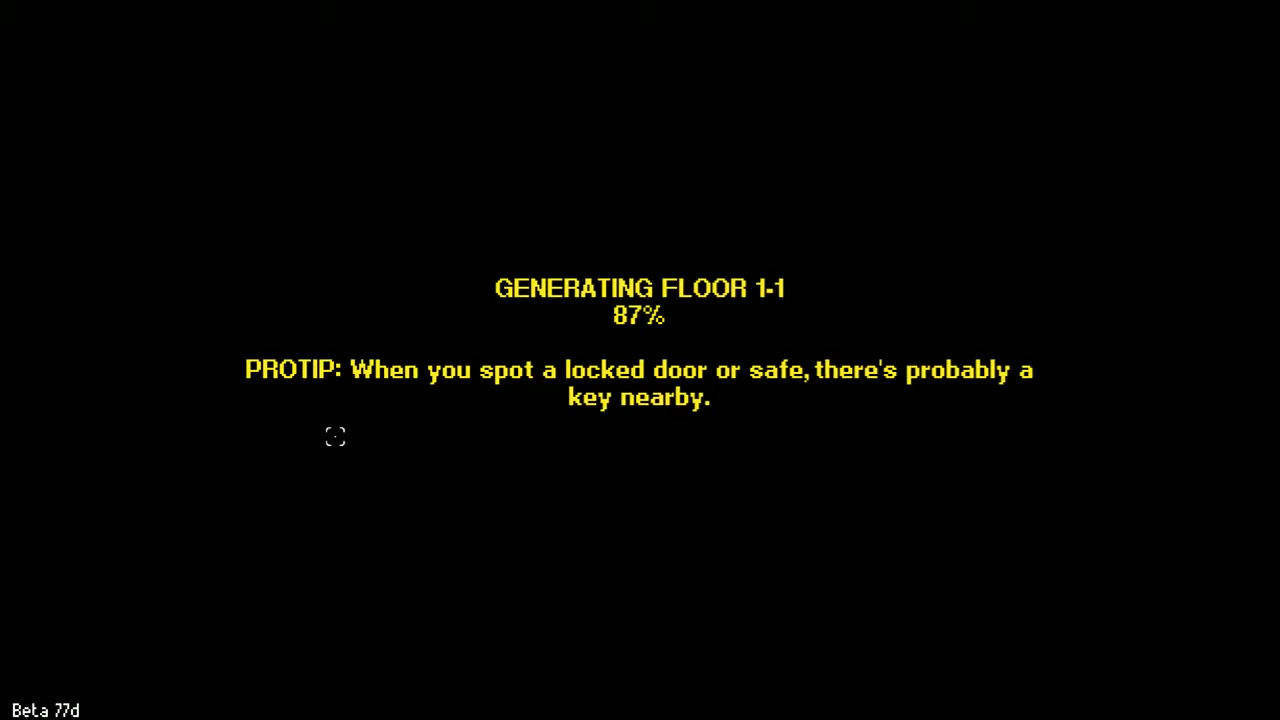 GENERATING FLOOR 1-1
87%
PROTIP: When you spot a locked door or safe, there's probably a
key nearby.
Beta 77d